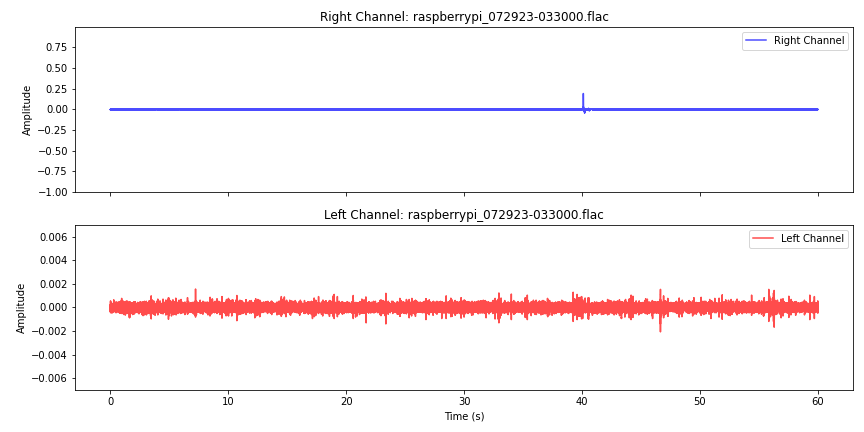 Right Channel: raspberrypi_072923-033000.flac
Right Channel
0.75
0.50
0.25
0.00
−0.25
−0.50
−0.75
−1.00
Amplitude
Left Channel: raspberrypi_072923-033000.flac
Left Channel
0.006
0.004
0.002
0.000
−0.002
−0.004
−0.006
Amplitude
0 10 20 30 40 50 60
Time (s)